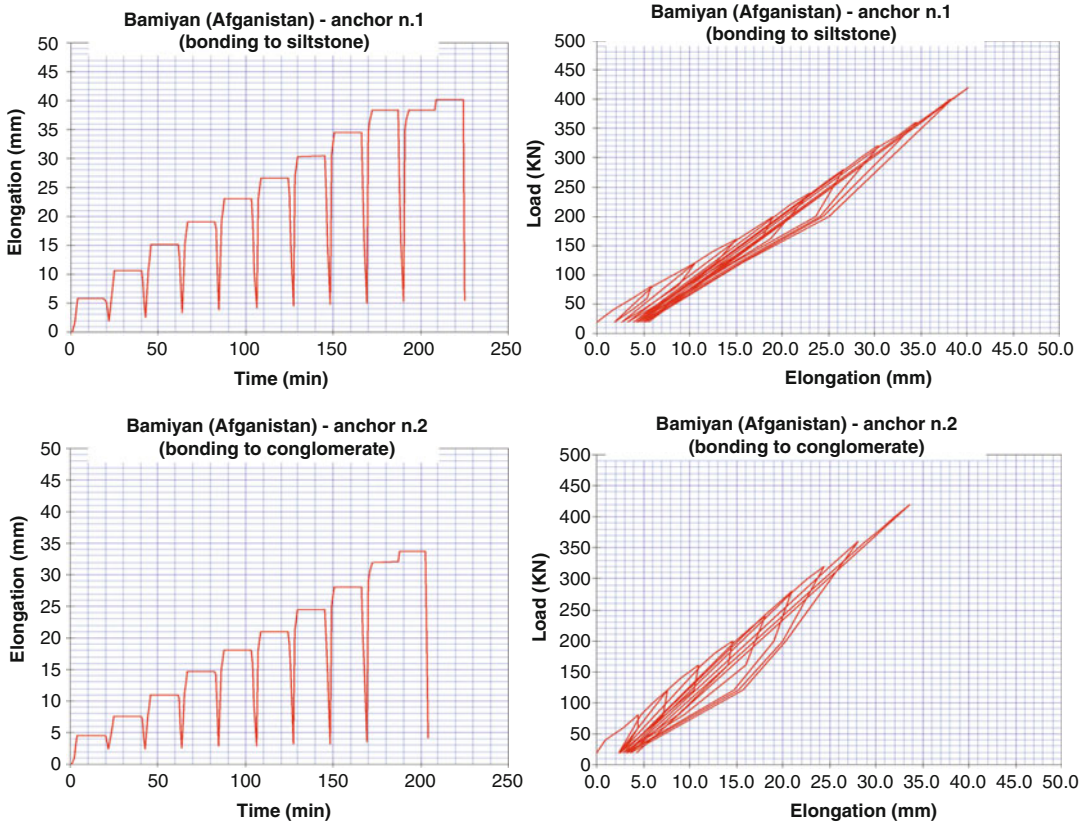 Bamiyan (Afganistan) - anchor n.1
(bonding to siltstone)
Elongation (mm)
50
45
40
35
30
25
20
15
10
5
0
0 50 100 150 200 250
Time (min)
Bamiyan (Afganistan) - anchor n.1
(bonding to siltstone)
Load (KN)
500
450
400
350
300
250
200
150
100
50
0
0.0 5.0 10.0 15.0 20.0 25.0 30.0 35.0 40.0 45.0 50.0
Elongation (mm)
Bamiyan (Afganistan) - anchor n.2
(bonding to conglomerate)
Elongation (mm)
50
45
40
35
30
25
20
15
10
5
0
0 50 100 150 200 250
Time (min)
Bamiyan (Afganistan) - anchor n.2
(bonding to conglomerate)
Load (KN)
500
450
400
350
300
250
200
150
100
50
0
0.0 5.0 10.0 15.0 20.0 25.0 30.0 35.0 40.0 45.0 50.0
Elongation (mm)